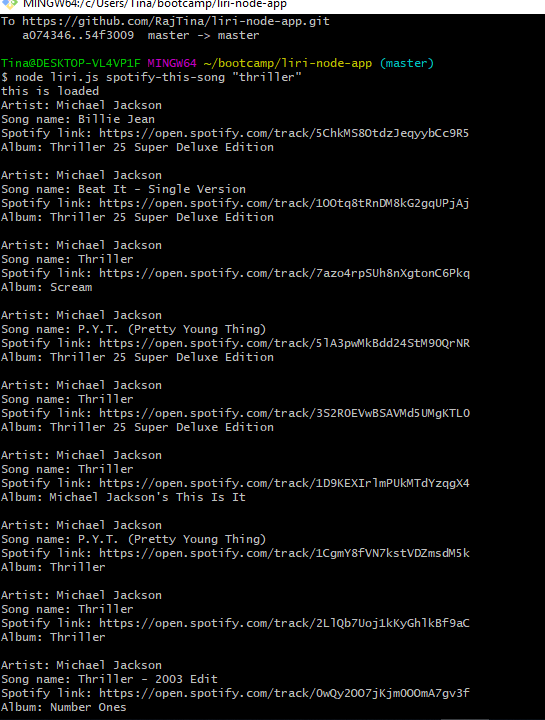 MINGW64:/c/Users/Tina/bootcamp/liri-node-app
To https://github.com/RajTina/liri-node-app.git
a074346..54f3009 master -> master
Tina@DESKTOP-VL4VP1F MINGW64 ~/bootcamp/liri-node-app (master)
$ node liri.js spotify-this-song "thriller"
this is loaded
Artist: Michael Jackson
Song name: Billie Jean
Spotify link: https://open.spotify.com/track/5ChkMS8OtdzJeqyybCc9R5
Album: Thriller 25 Super Deluxe Edition
Artist: Michael Jackson
Song name: Beat It - Single Version
Spotify link: https://open.spotify.com/track/1OOtq8tRnDM8kG2gqUPjAj
Album: Thriller 25 Super Deluxe Edition
Artist: Michael Jackson
Song name: Thriller
Spotify link: https://open.spotify.com/track/7azo4rpSUh8nXgtonC6Pkq
Album: Scream
Artist: Michael Jackson
Song name: P.Y.T. (Pretty Young Thing)
Spotify link: https://open.spotify.com/track/5lA3pwMkBdd24StM90QrNR
Album: Thriller 25 Super Deluxe Edition
Artist: Michael Jackson
Song name: Thriller
Spotify link: https://open.spotify.com/track/3S2R0EVwBSAVMd5UMgKTL0
Album: Thriller 25 Super Deluxe Edition
Artist: Michael Jackson
Song name: Thriller
Spotify link: https://open.spotify.com/track/1D9KEXIrlmPUkMTdYzqgX4
Album: Michael Jackson's This Is It
Artist: Michael Jackson
Song name: P.Y.T. (Pretty Young Thing)
Spotify link: https://open.spotify.com/track/1CgmY8fVN7kstVDZmsdM5k
Album: Thriller
Artist: Michael Jackson
Song name: Thriller
Spotify link: https://open.spotify.com/track/2LlQb7Uoj1kKyGhlkBf9aC
Album: Thriller
Artist: Michael Jackson
Song name: Thriller - 2003 Edit
Spotify link: https://open.spotify.com/track/0wQy2OO7jKjm0OOmA7gv3f
Album: Number Ones